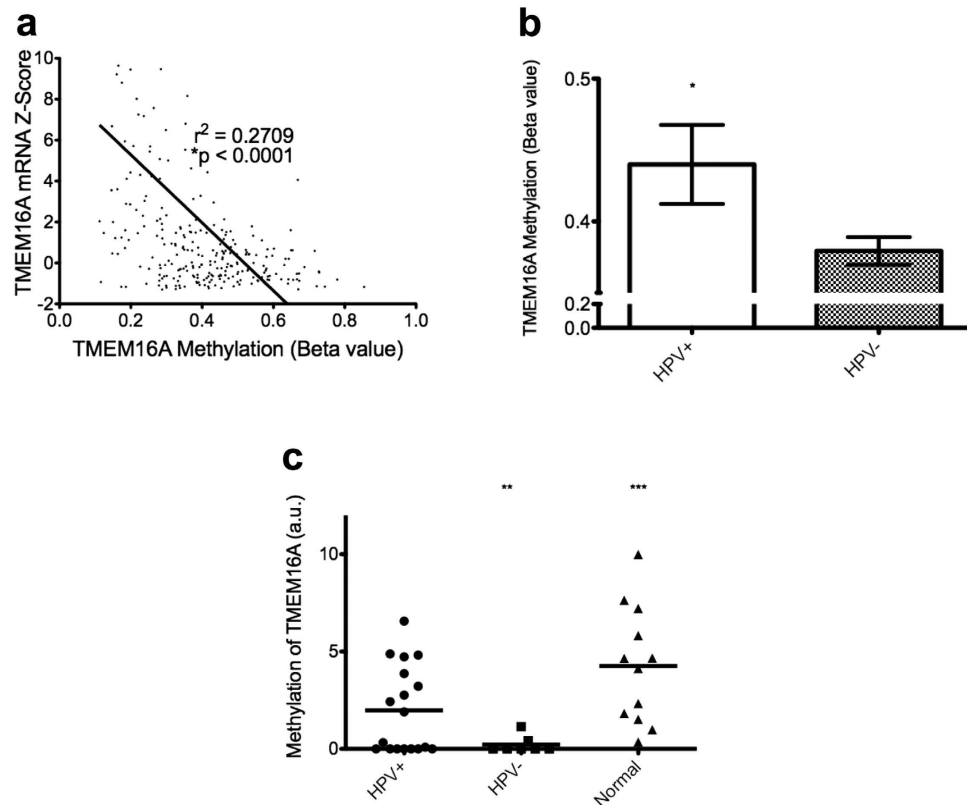 a
TMEM16A mRNA Z-Score
10
8
6
4
2
0
-2
r² = 0.2709
*p < 0.0001
0.0 0.2 0.4 0.6 0.8 1.0
TMEM16A Methylation (Beta value)
b
TMEM16A Methylation (Beta value)
0.5
0.4
0.2
0.0
*
HPV+ HPV-
c
Methylation of TMEM16A (a.u.)
10
5
0
** ***
HPV+ HPV- Normal